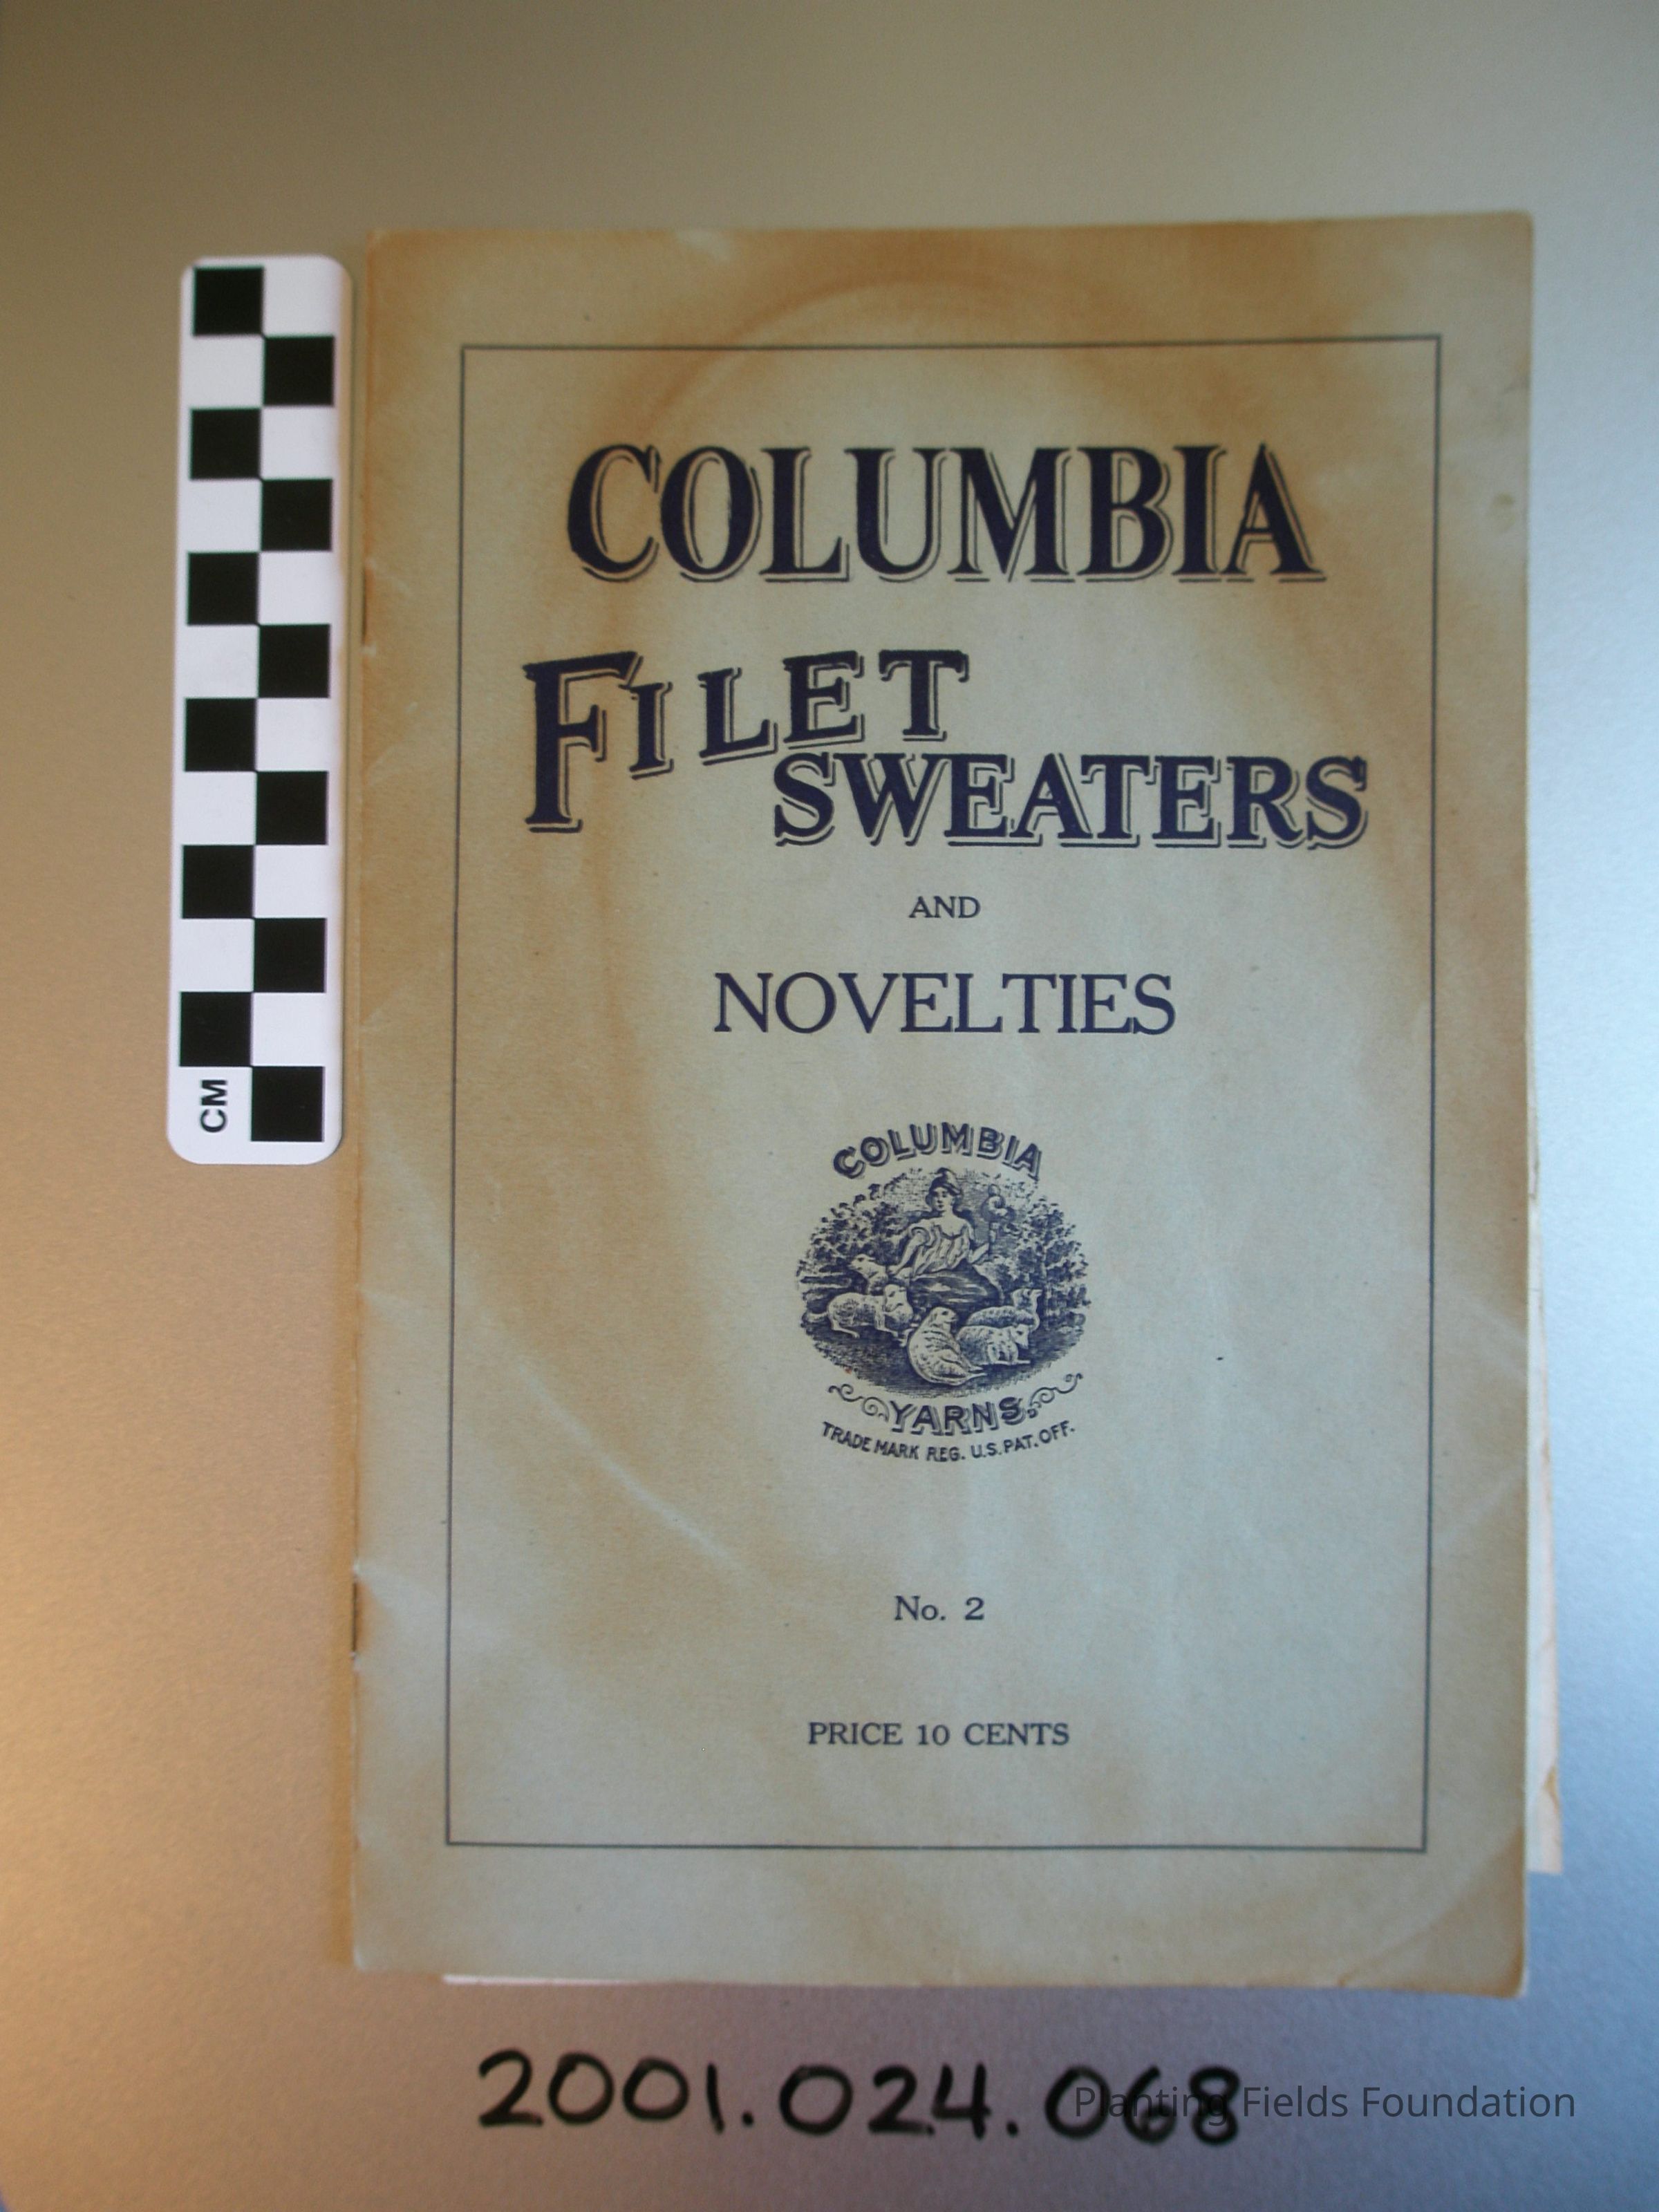 COLUMBIA
FILET
SWEATERS
AND
NOVELTIES
COLUMBIA
YARNS.
TRADE MARK REG. U.S. PAT. OFF.
No. 2
PRICE 10 CENTS
CM
2001.024.068
Planting Fields Foundation